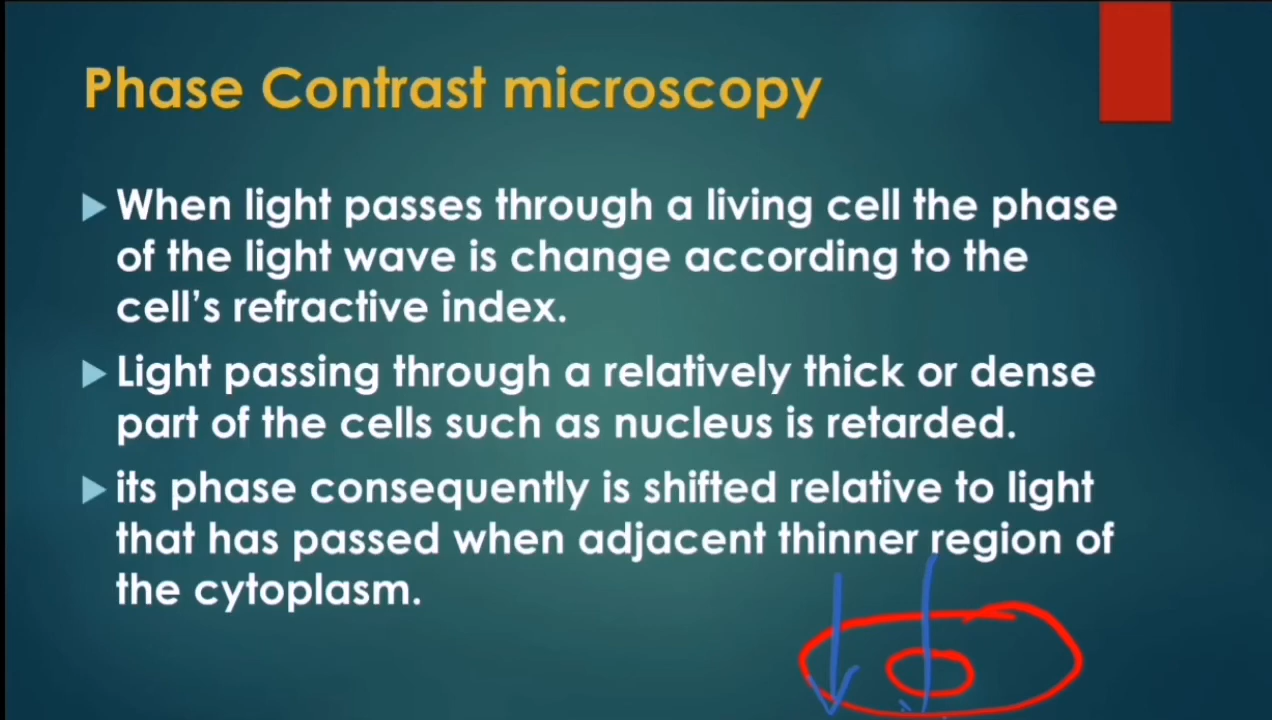 Phase Contrast microscopy
When light passes through a living cell the phase
of the light wave is change according to the
cell's refractive index.
Light passing through a relatively thick or dense
part of the cells such as nucleus is retarded.
its phase consequently is shifted relative to light
that has passed when adjacent thinner region of
the cytoplasm.